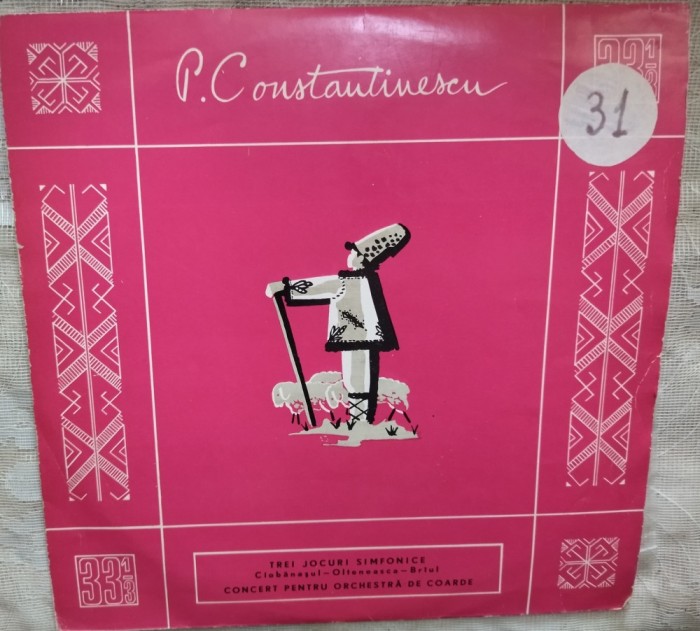 P. Constantinescu
33 1/3
31
TREI JOCURI SIMFONICE
Ciobănașul – Olteneasca – Brîul
CONCERT PENTRU ORCHESTRĂ DE COARDE
33 1/3